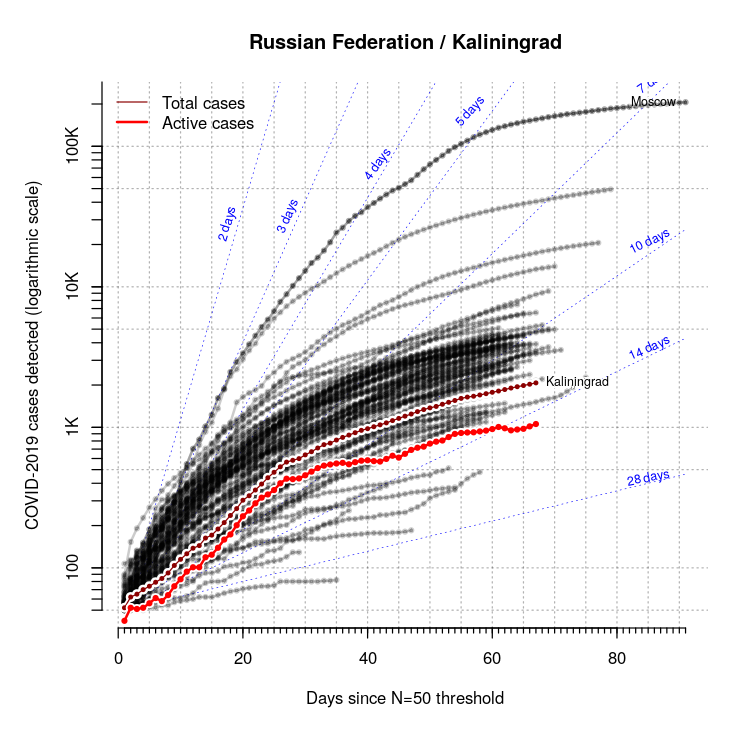 Russian Federation / Kaliningrad
Total cases
Active cases
2 days
3 days
4 days
5 days
7 da
Moscow
10 days
14 days
28 days
Kaliningrad
COVID-2019 cases detected (logarithmic scale)
100K
10K
1K
100
0 20 40 60 80
Days since N=50 threshold